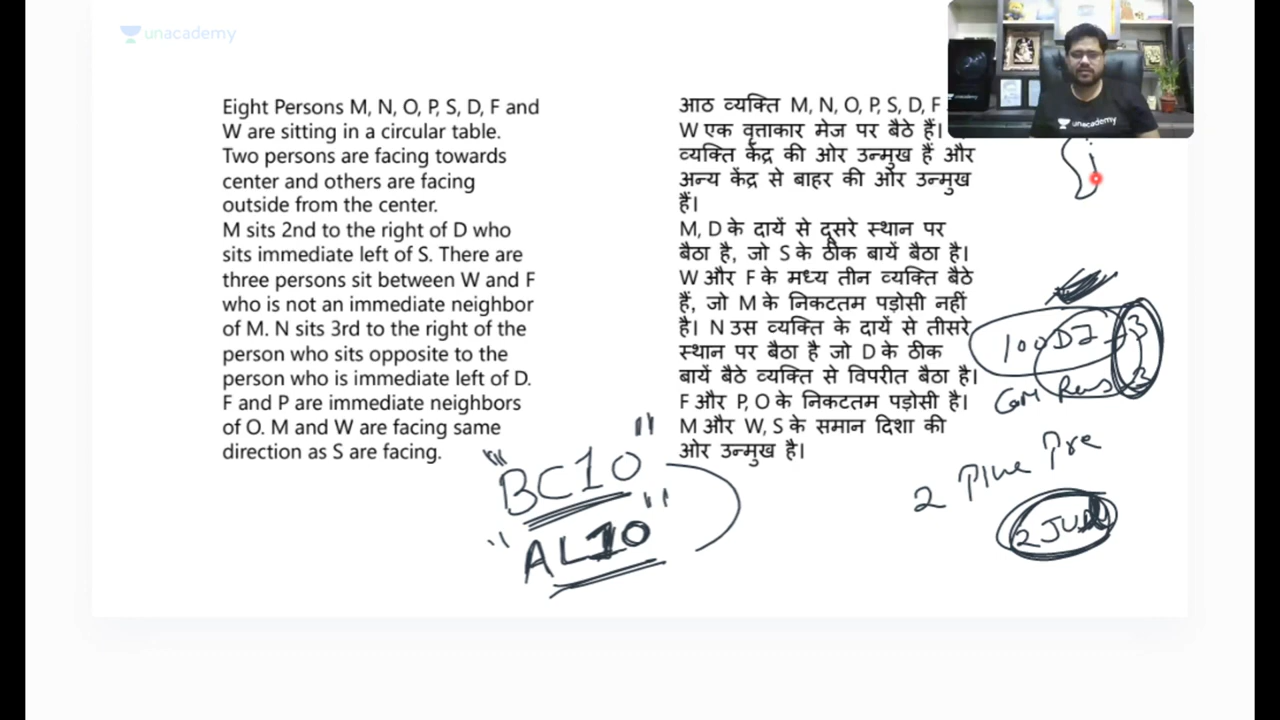 unacademy
Eight Persons M, N, O, P, S, D, F and
W are sitting in a circular table.
Two persons are facing towards
center and others are facing
outside from the center.
M sits 2nd to the right of D who
sits immediate left of S. There are
three persons sit between W and F
who is not an immediate neighbor
of M. N sits 3rd to the right of the
person who sits opposite to the
person who is immediate left of D.
F and P are immediate neighbors
of O. M and W are facing same
direction as S are facing.
आठ व्यक्ति M, N, O, P, S, D, F
W एक वृत्ताकार मेज पर बैठे हैं।
व्यक्ति केंद्र की ओर उन्मुख हैं और
अन्य केंद्र से बाहर की ओर उन्मुख
हैं।
M, D के दायें से दूसरे स्थान पर
बैठा है, जो S के ठीक बायें बैठा है।
W और F के मध्य तीन व्यक्ति बैठे
हैं, जो M के निकटतम पड़ोसी नहीं
है। N उस व्यक्ति के दायें से तीसरे
स्थान पर बैठा है जो D के ठीक
बायें बैठे व्यक्ति से विपरीत बैठा है।
F और P, O के निकटतम पड़ोसी है।
M और W, S के समान दिशा की
ओर उन्मुख है।
unacademy
"BC10"
"AL10"
2 Pre